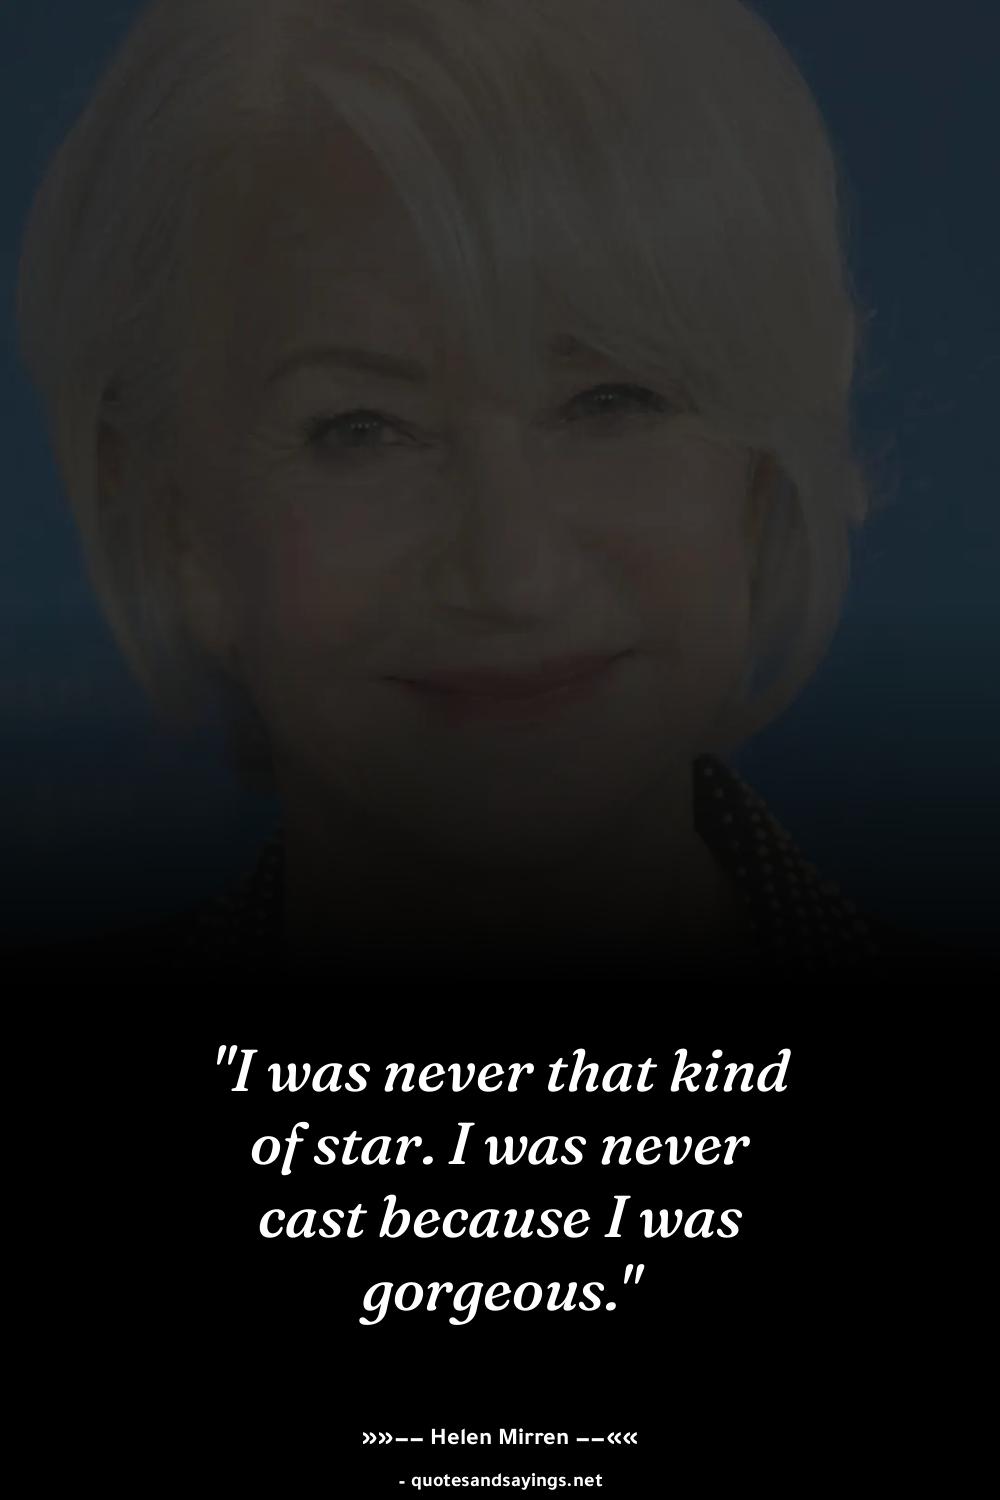 "I was never that kind
of star. I was never
cast because I was
gorgeous."
»»–– Helen Mirren ––««
- quotesandsayings.net